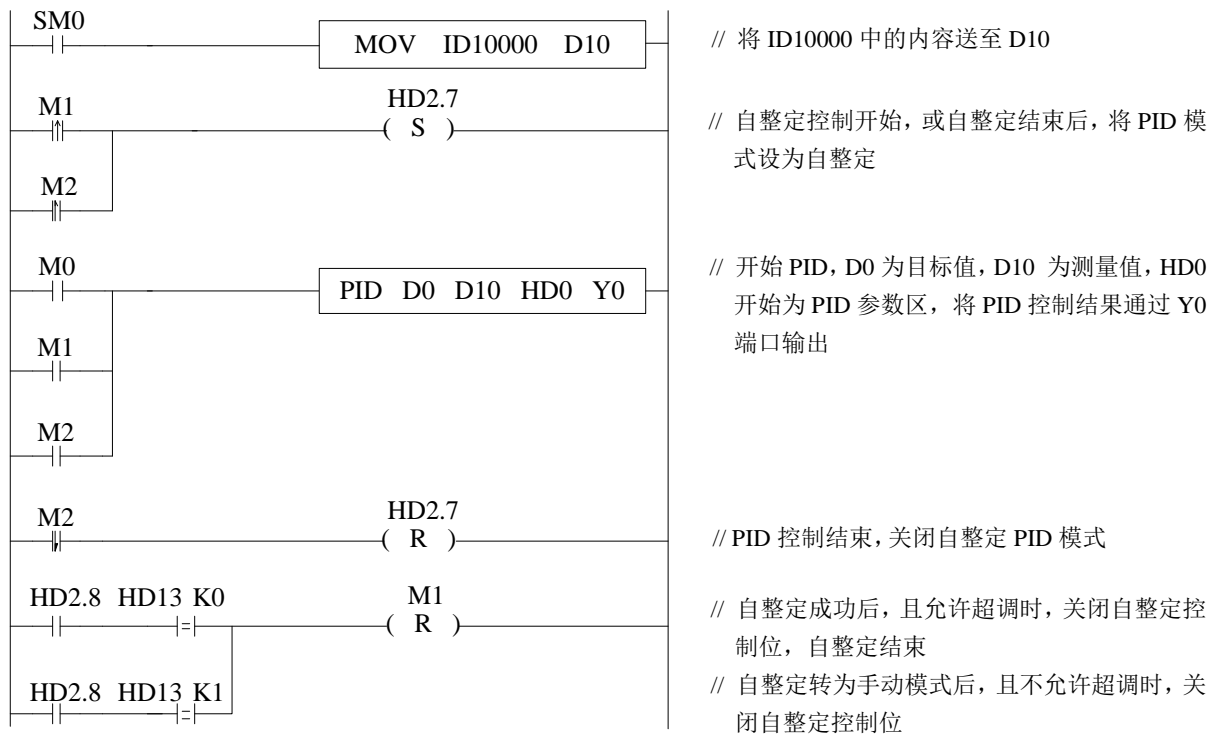 SM0
MOV ID10000 D10
// 将 ID10000 中的内容送至 D10
M1
HD2.7
( S )
// 自整定控制开始，或自整定结束后，将 PID 模
式设为自整定
M2
M0
PID D0 D10 HD0 Y0
// 开始 PID，D0 为目标值，D10 为测量值，HD0
开始为 PID 参数区，将 PID 控制结果通过 Y0
端口输出
M1
M2
M2
HD2.7
( R )
// PID 控制结束，关闭自整定 PID 模式
HD2.8 HD13 K0
=
M1
( R )
// 自整定成功后，且允许超调时，关闭自整定控
制位，自整定结束
HD2.8 HD13 K1
=
// 自整定转为手动模式后，且不允许超调时，关
闭自整定控制位